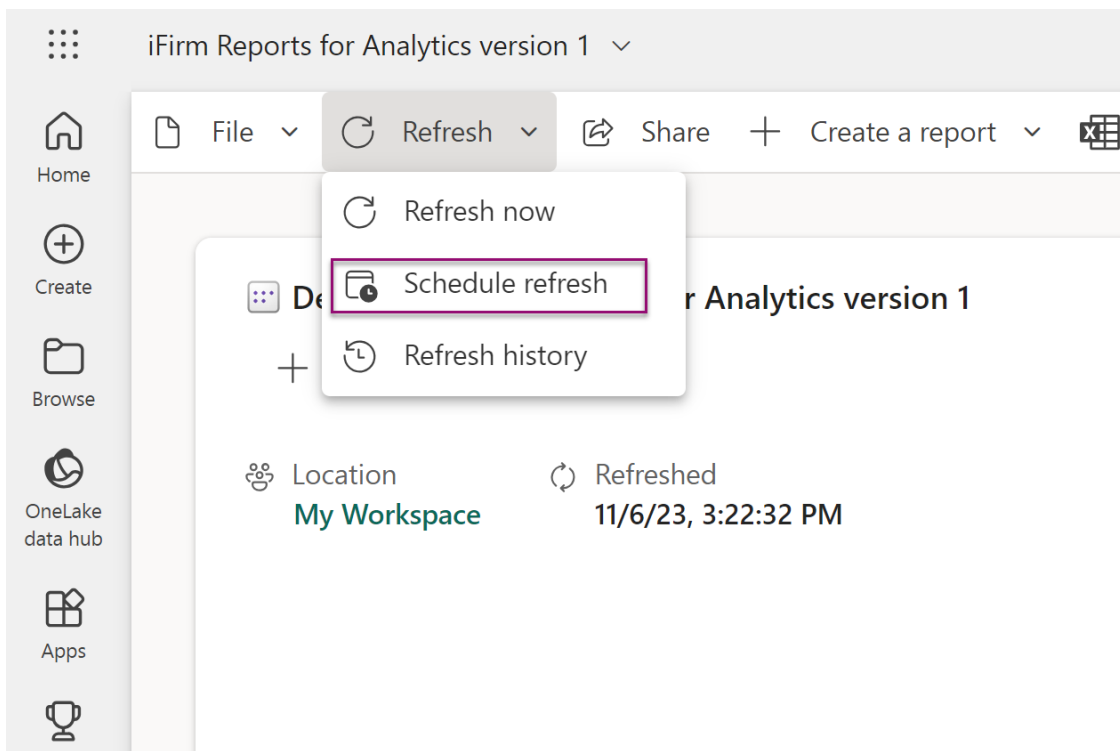 iFirm Reports for Analytics version 1
File
Refresh
Share
Create a report
Home
Create
Browse
OneLake
data hub
Apps
Refresh now
Schedule refresh
Refresh history
De
r Analytics version 1
Location
My Workspace
Refreshed
11/6/23, 3:22:32 PM